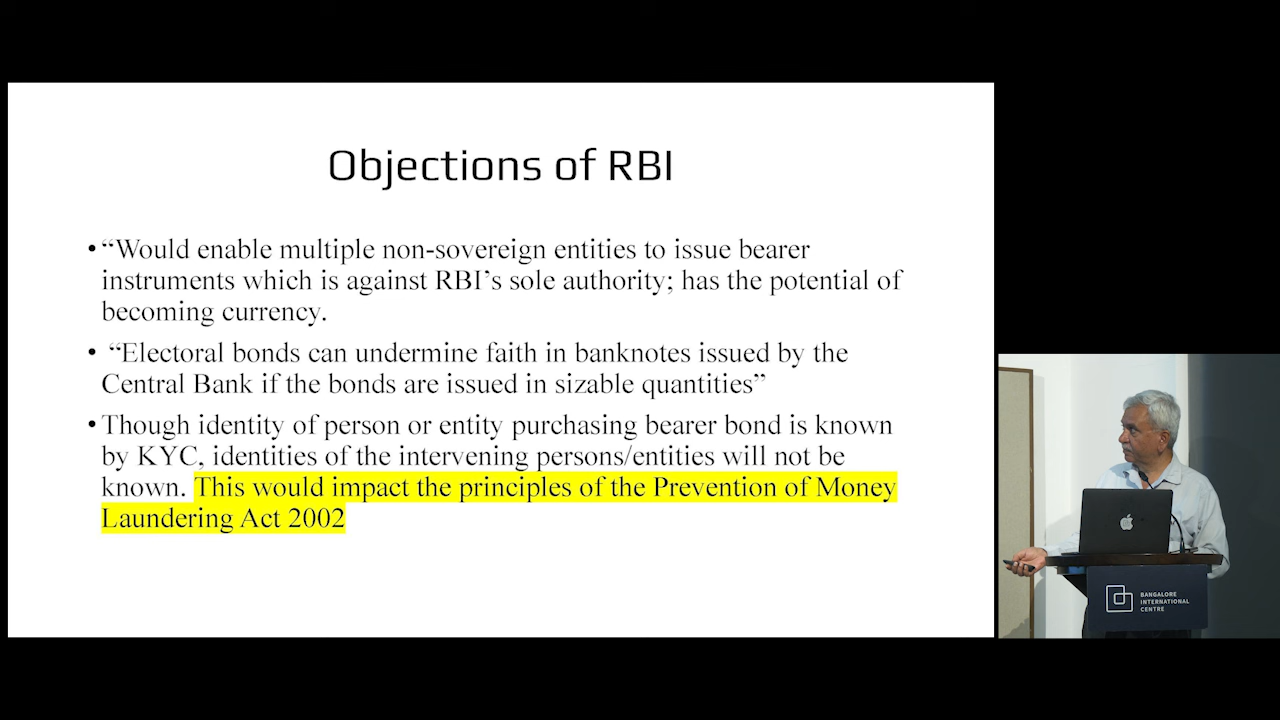 Objections of RBI
• “Would enable multiple non-sovereign entities to issue bearer
instruments which is against RBI’s sole authority; has the potential of
becoming currency.
• “Electoral bonds can undermine faith in banknotes issued by the
Central Bank if the bonds are issued in sizable quantities”
• Though identity of person or entity purchasing bearer bond is known
by KYC, identities of the intervening persons/entities will not be
known. This would impact the principles of the Prevention of Money
Laundering Act 2002
BANGALORE
INTERNATIONAL
CENTRE